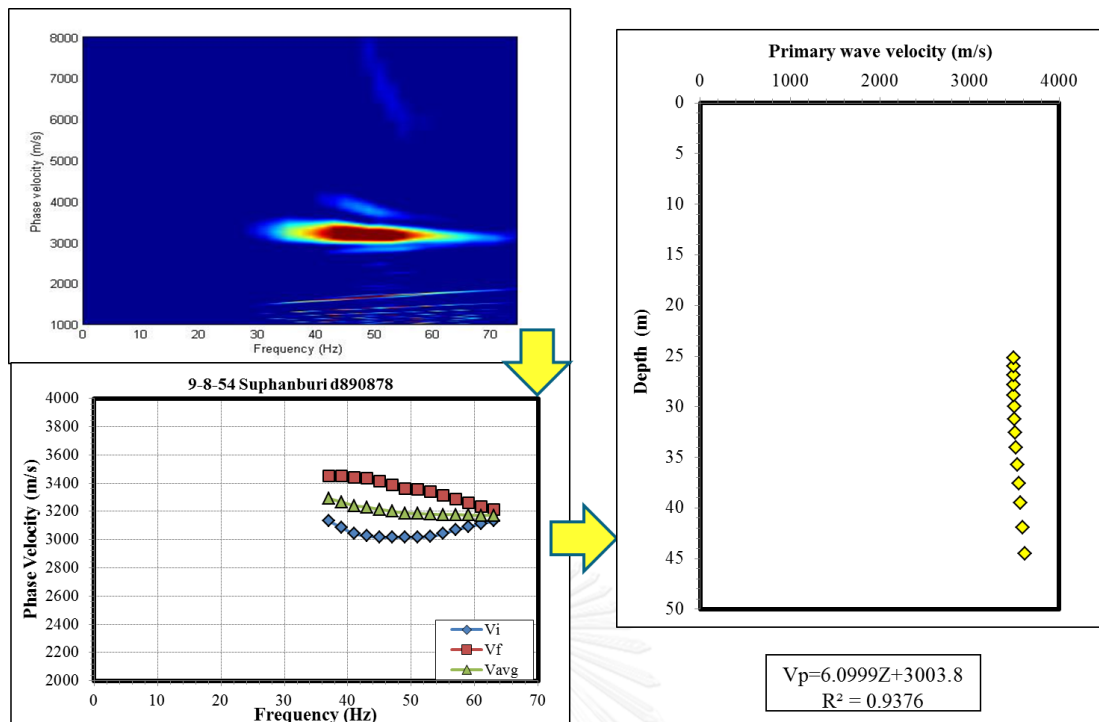 8000
7000
6000
5000
4000
3000
2000
1000
Phase velocity (m/s)
0 10 20 30 40 50 60 70
Frequency (Hz)
9-8-54 Suphanburi d890878
4000
3800
3600
3400
3200
3000
2800
2600
2400
2200
2000
Phase Velocity (m/s)
Vi
Vf
Vavg
0 10 20 30 40 50 60 70
Frequency (Hz)
Primary wave velocity (m/s)
0 1000 2000 3000 4000
0
5
10
15
20
25
30
35
40
45
50
Depth (m)
Vp=6.0999Z+3003.8
R² = 0.9376